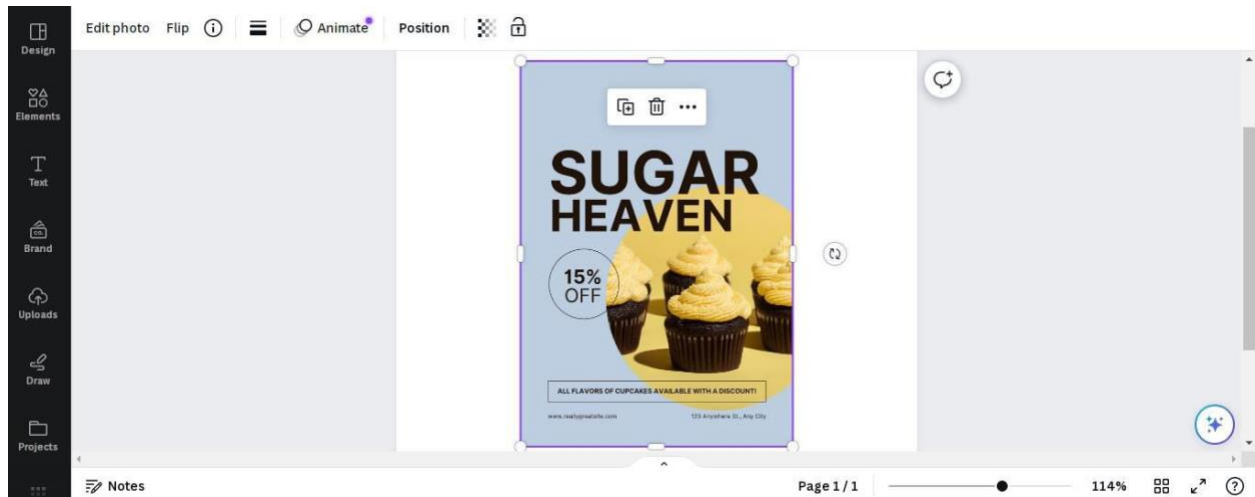 Edit photo Flip Animate Position
Design
Elements
Text
Brand
Uploads
Draw
Projects
SUGAR
HEAVEN
15%
OFF
ALL FLAVORS OF CUPCAKES AVAILABLE WITH A DISCOUNT!
www.reallygreatsite.com 123 Anywhere St., Any City
Notes Page 1 / 1 114%